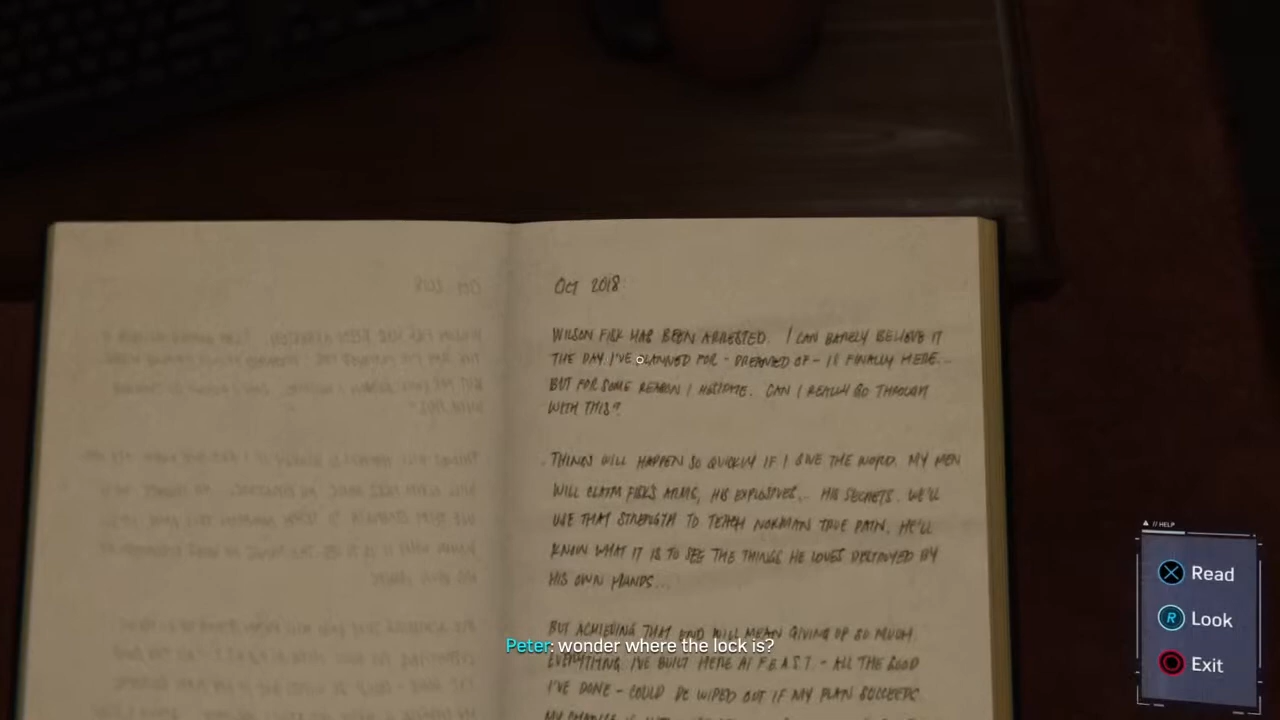 OCT 2018
WILSON FISK HAS BEEN ARRESTED. I CAN BARELY BELIEVE IT
THE DAY I'VE PLANNED FOR - DREAMED OF - IS FINALLY HERE...
BUT FOR SOME REASON I HESITATE. CAN I REALLY GO THROUGH
WITH THIS?
THINGS WILL HAPPEN SO QUICKLY IF I GIVE THE WORD. MY MEN
WILL CLAIM FISK'S ARMS, HIS EXPLOSIVES... HIS SECRETS. WE'LL
USE THAT STRENGTH TO TEACH NORMAN TRUE PAIN. HE'LL
KNOW WHAT IT IS TO SEE THE THINGS HE LOVES DESTROYED BY
HIS OWN HANDS...
BUT ACHIEVING THAT END WILL MEAN GIVING UP SO MUCH.
Peter: wonder where the lock is?
EVERYTHING I'VE BUILT HERE AT F.E.A.S.T. - ALL THE GOOD
I'VE DONE - COULD BE WIPED OUT IF MY PLAN SUCCEEDS.
// HELP
Read
R Look
Exit